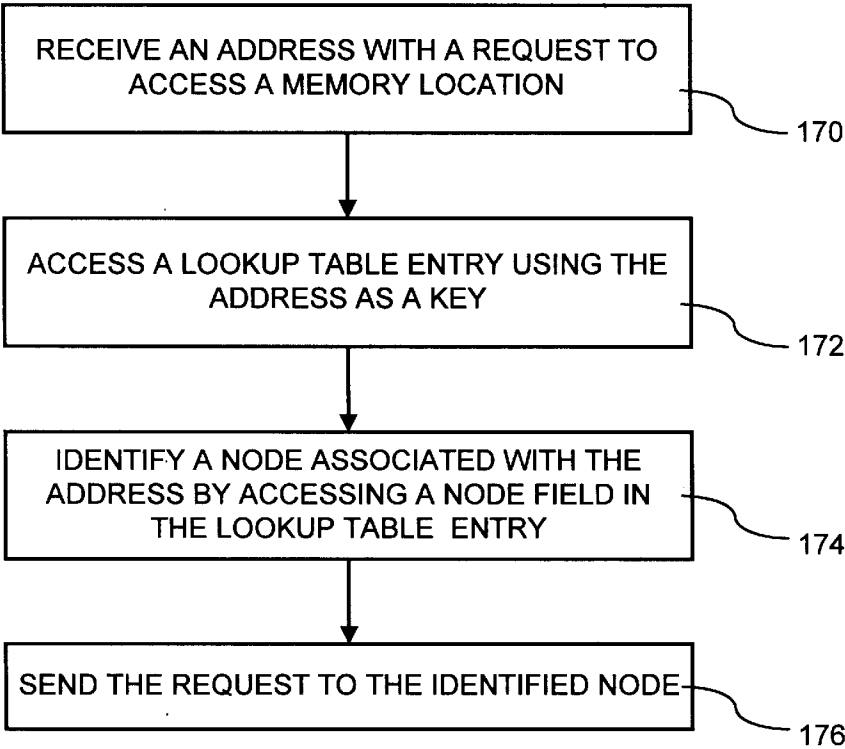 RECEIVE AN ADDRESS WITH A REQUEST TO
ACCESS A MEMORY LOCATION
170
ACCESS A LOOKUP TABLE ENTRY USING THE
ADDRESS AS A KEY
172
IDENTIFY A NODE ASSOCIATED WITH THE
ADDRESS BY ACCESSING A NODE FIELD IN
THE LOOKUP TABLE ENTRY
174
SEND THE REQUEST TO THE IDENTIFIED NODE
176